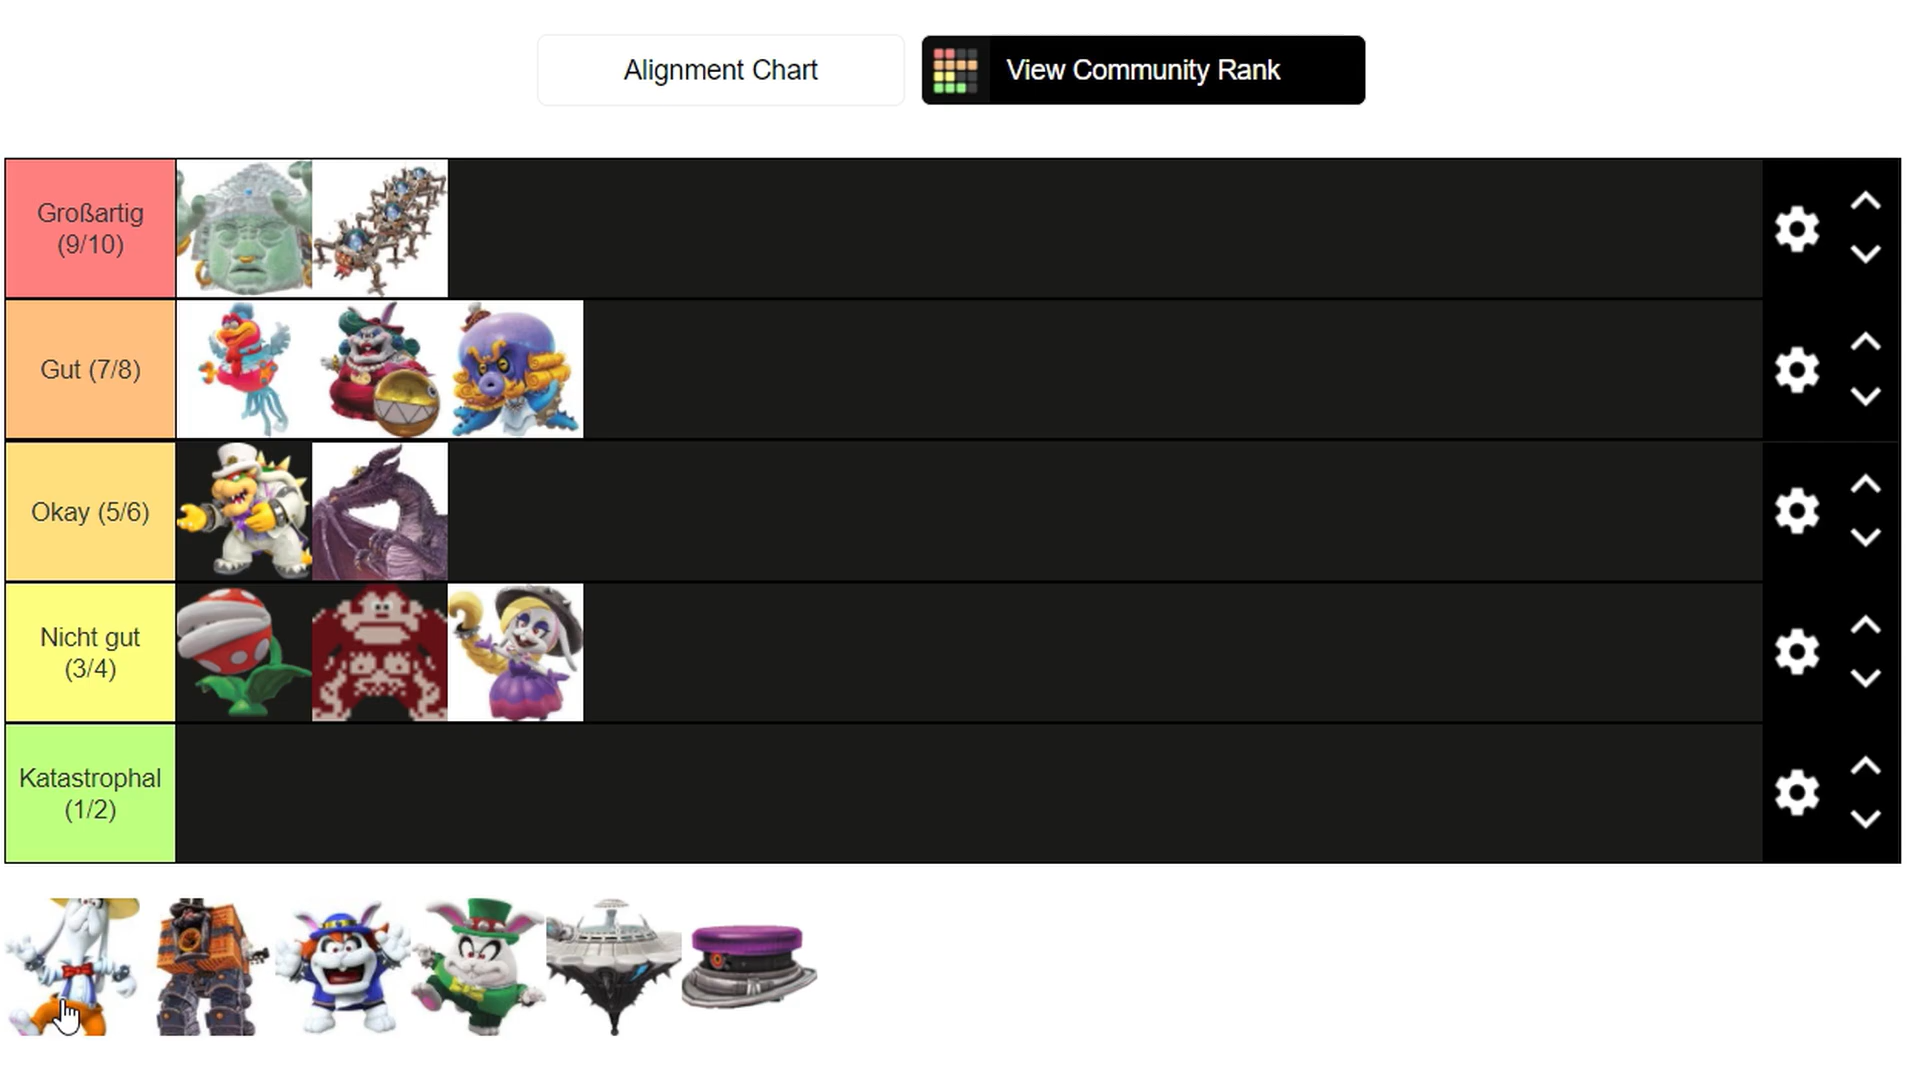 Alignment Chart
View Community Rank
Großartig
(9/10)
Gut (7/8)
Okay (5/6)
Nicht gut
(3/4)
Katastrophal
(1/2)